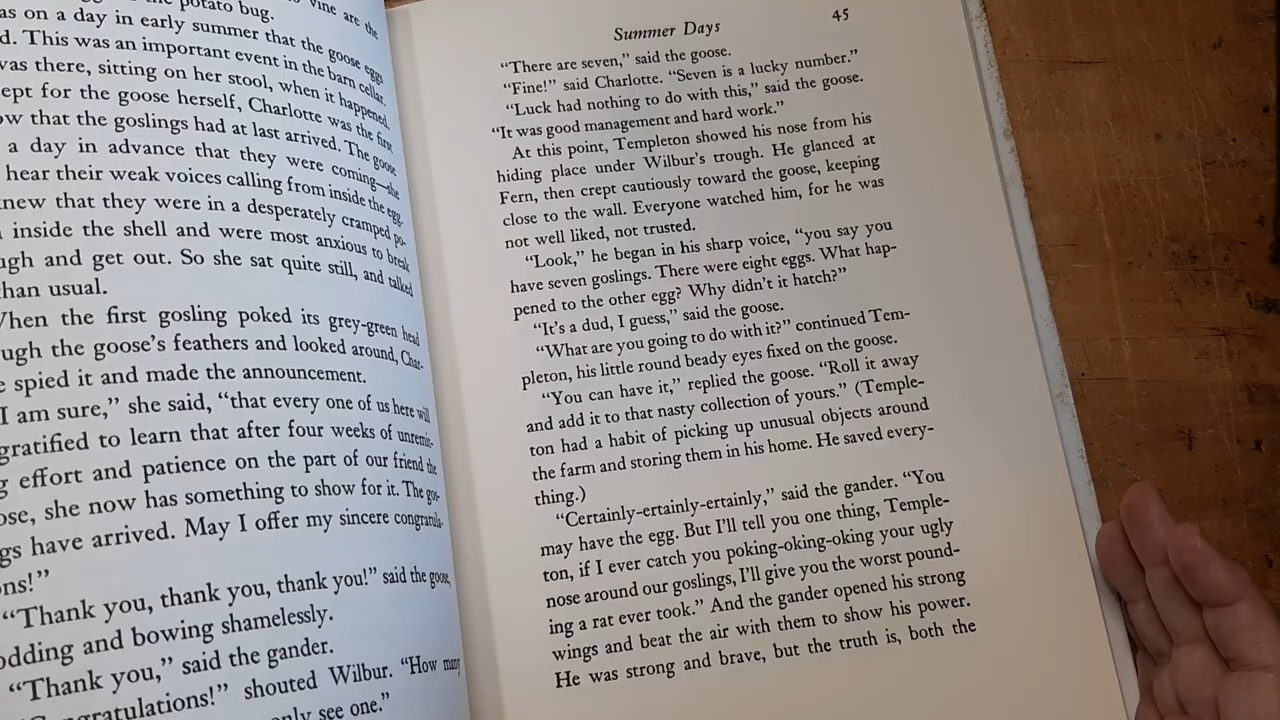 vine are the
the potato bug.
as on a day in early summer that the goose eggs
d. This was an important event in the barn cellar.
was there, sitting on her stool, when it happened.
ept for the goose herself, Charlotte was the first
ow that the goslings had at last arrived. The goose
a day in advance that they were coming—she
hear their weak voices calling from inside the egg.
knew that they were in a desperately cramped po-
inside the shell and were most anxious to break
ugh and get out. So she sat quite still, and talked
than usual.
When the first gosling poked its grey-green head
ugh the goose's feathers and looked around, Char-
e spied it and made the announcement.
I am sure,” she said, “that every one of us here will
gratified to learn that after four weeks of unremit-
g effort and patience on the part of our friend the
ose, she now has something to show for it. The gos-
gs have arrived. May I offer my sincere congratula-
ons!”
“Thank you, thank you, thank you!” said the goose,
odding and bowing shamelessly.
“Thank you,” said the gander.
“Congratulations!” shouted Wilbur. “How many
only see one.”
Summer Days 45
“There are seven,” said the goose.
“Fine!” said Charlotte. “Seven is a lucky number.”
“Luck had nothing to do with this,” said the goose.
“It was good management and hard work.”
At this point, Templeton showed his nose from his
hiding place under Wilbur's trough. He glanced at
Fern, then crept cautiously toward the goose, keeping
close to the wall. Everyone watched him, for he was
not well liked, not trusted.
“Look,” he began in his sharp voice, “you say you
have seven goslings. There were eight eggs. What hap-
pened to the other egg? Why didn't it hatch?”
“It's a dud, I guess,” said the goose.
“What are you going to do with it?” continued Tem-
pleton, his little round beady eyes fixed on the goose.
“You can have it,” replied the goose. “Roll it away
and add it to that nasty collection of yours.” (Temple-
ton had a habit of picking up unusual objects around
the farm and storing them in his home. He saved every-
thing.)
“Certainly-ertainly-ertainly,” said the gander. “You
may have the egg. But I'll tell you one thing, Temple-
ton, if I ever catch you poking-oking-oking your ugly
nose around our goslings, I'll give you the worst pound-
ing a rat ever took.” And the gander opened his strong
wings and beat the air with them to show his power.
He was strong and brave, but the truth is, both the